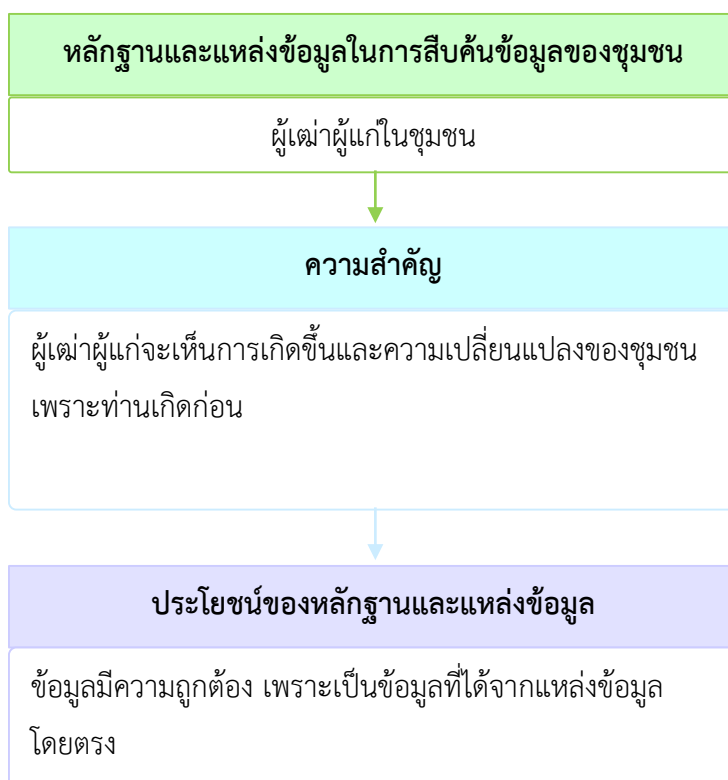 หลักฐานและแหล่งข้อมูลในการสืบค้นข้อมูลของชุมชน
ผู้เฒ่าผู้แก่ในชุมชน
ความสำคัญ
ผู้เฒ่าผู้แก่จะเห็นการเกิดขึ้นและความเปลี่ยนแปลงของชุมชน
เพราะท่านเกิดก่อน
ประโยชน์ของหลักฐานและแหล่งข้อมูล
ข้อมูลมีความถูกต้อง เพราะเป็นข้อมูลที่ได้จากแหล่งข้อมูล
โดยตรง